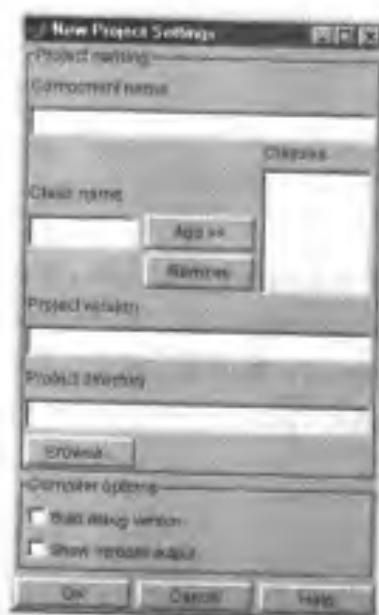 New Project Settings
Project naming
Component name
Classes
Class name
Add >>
Remove
Project version
Project directory
Browse...
Compiler options
Build debug version
Show verbose output
OK
Cancel
Help